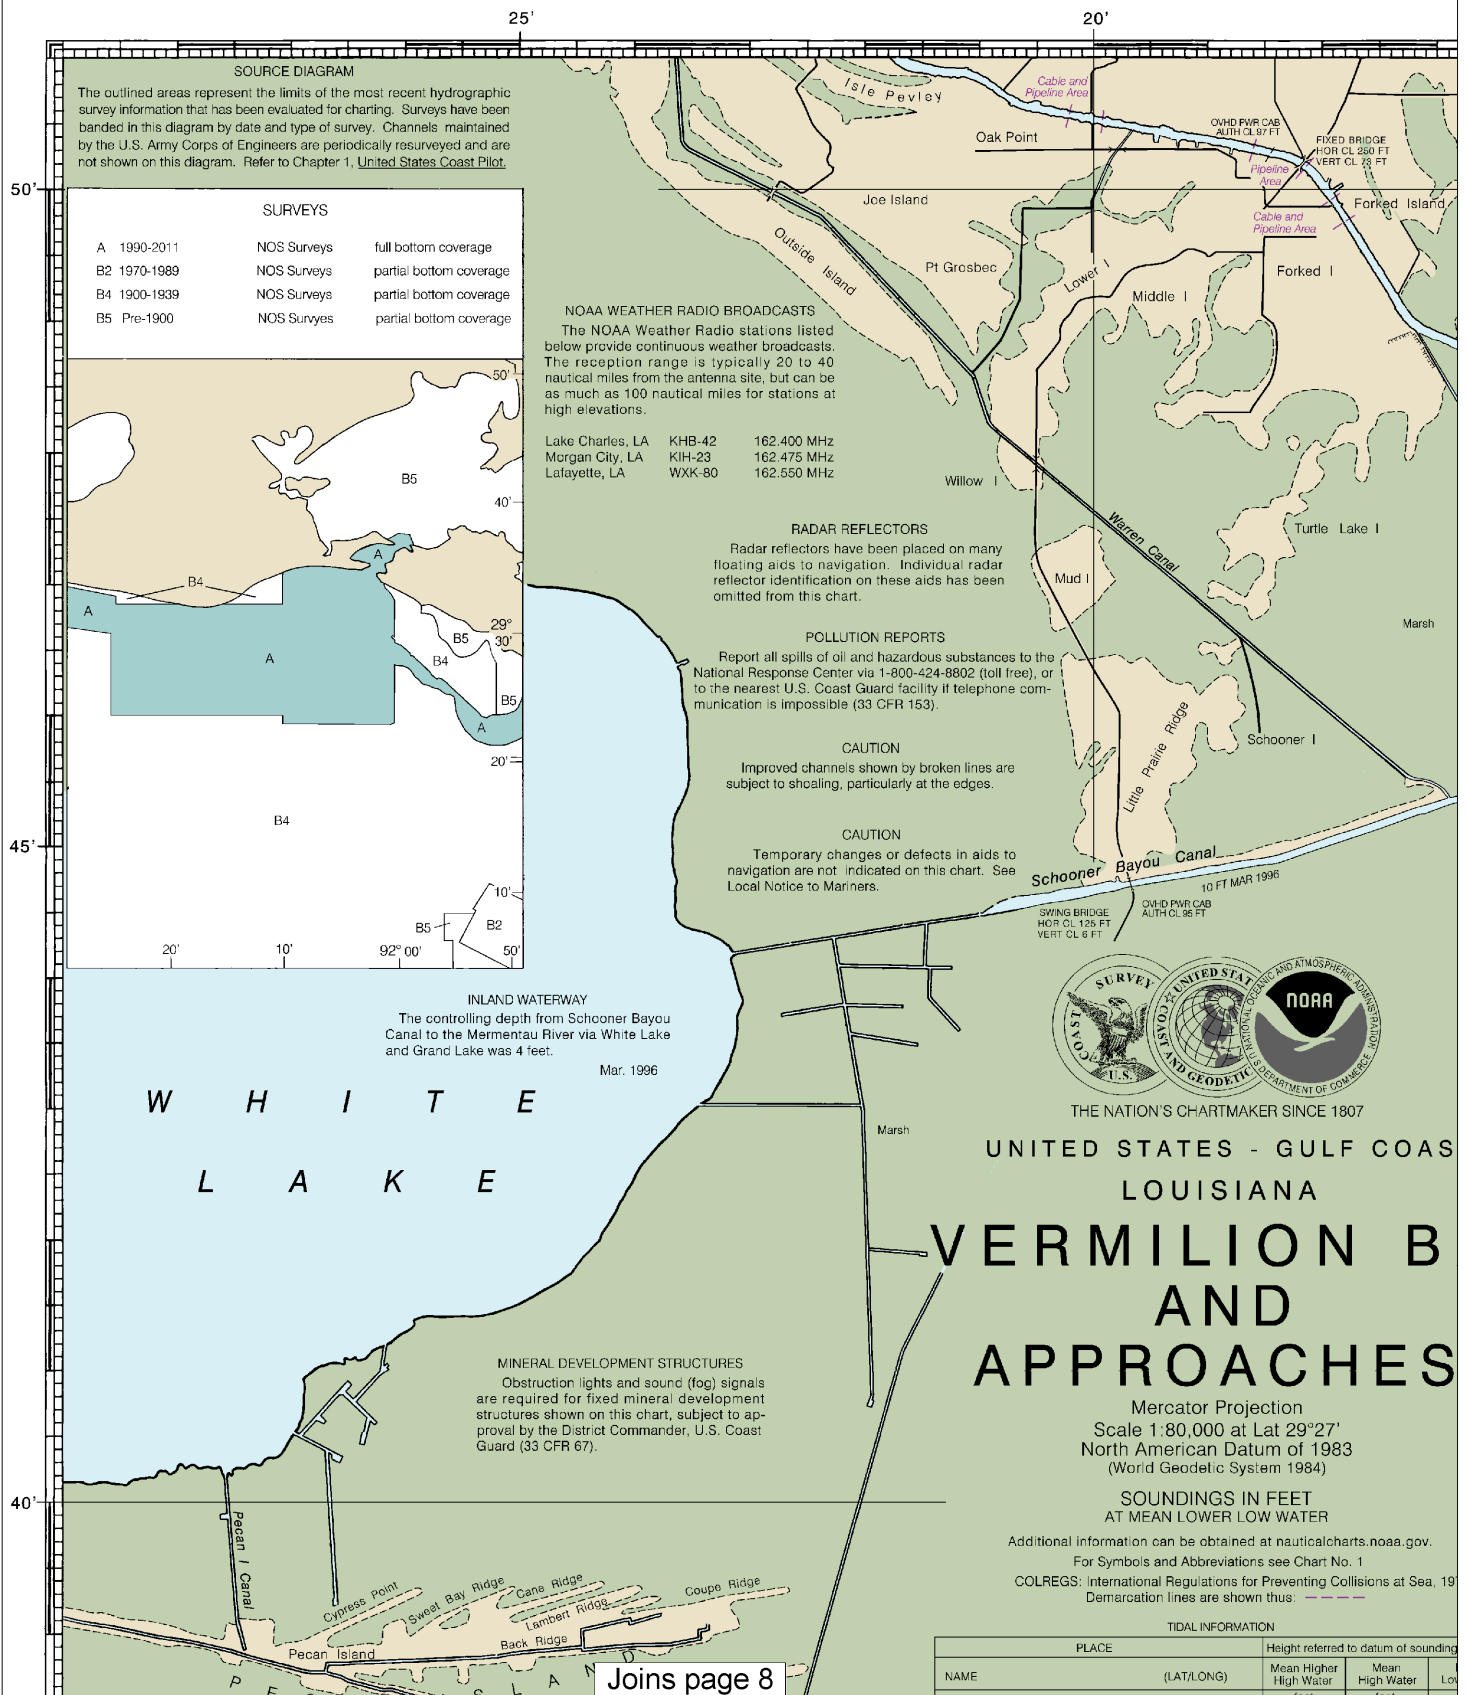 25' 20'
SOURCE DIAGRAM
The outlined areas represent the limits of the most recent hydrographic
survey information that has been evaluated for charting. Surveys have been
banded in this diagram by date and type of survey. Channels maintained
by the U.S. Army Corps of Engineers are periodically resurveyed and are
not shown on this diagram. Refer to Chapter 1, United States Coast Pilot.
50'
SURVEYS
A 1990-2011 NOS Surveys full bottom coverage
B2 1970-1989 NOS Surveys partial bottom coverage
B4 1900-1939 NOS Surveys partial bottom coverage
B5 Pre-1900 NOS Survyes partial bottom coverage
50'
B5
40'
A
B4
A
29°
30'
B5
A
B4
B5
A
20'
B4
10'
B5
B2
20' 10' 92° 00' 50'
Isle Pevley
Cable and
Pipeline Area
Oak Point
OVHD PWR CAB
AUTH CL 97 FT
FIXED BRIDGE
HOR CL 250 FT
VERT CL 73 FT
Pipeline
Area
Joe Island
Forked Island
Cable and
Pipeline Area
Outside Island
Pt Grosbec
Lower I
Forked I
Middle I
NOAA WEATHER RADIO BROADCASTS
The NOAA Weather Radio stations listed
below provide continuous weather broadcasts.
The reception range is typically 20 to 40
nautical miles from the antenna site, but can be
as much as 100 nautical miles for stations at
high elevations.
Lake Charles, LA KHB-42 162.400 MHz
Morgan City, LA KIH-23 162.475 MHz
Lafayette, LA WXK-80 162.550 MHz
Willow I
Warren Canal
Turtle Lake I
RADAR REFLECTORS
Radar reflectors have been placed on many
floating aids to navigation. Individual radar
reflector identification on these aids has been
omitted from this chart.
Mud I
Marsh
POLLUTION REPORTS
Report all spills of oil and hazardous substances to the
National Response Center via 1-800-424-8802 (toll free), or
to the nearest U.S. Coast Guard facility if telephone com-
munication is impossible (33 CFR 153).
Little Prairie Ridge
Schooner I
CAUTION
Improved channels shown by broken lines are
subject to shoaling, particularly at the edges.
45'
CAUTION
Temporary changes or defects in aids to
navigation are not indicated on this chart. See
Local Notice to Mariners.
Schooner Bayou Canal
10 FT MAR 1996
SWING BRIDGE
HOR CL 125 FT
VERT CL 6 FT
OVHD PWR CAB
AUTH CL 95 FT
COAST SURVEY U.S.
UNITED STAT
COAST AND GEODETIC
NOAA
NATIONAL OCEANIC AND ATMOSPHERIC ADMINISTRATION
U.S. DEPARTMENT OF COMMERCE
THE NATION'S CHARTMAKER SINCE 1807
INLAND WATERWAY
The controlling depth from Schooner Bayou
Canal to the Mermentau River via White Lake
and Grand Lake was 4 feet.
Mar. 1996
WHITE
LAKE
Marsh
UNITED STATES - GULF COAS
LOUISIANA
VERMILION B
AND
APPROACHES
Mercator Projection
Scale 1:80,000 at Lat 29°27'
North American Datum of 1983
(World Geodetic System 1984)
SOUNDINGS IN FEET
AT MEAN LOWER LOW WATER
Additional information can be obtained at nauticalcharts.noaa.gov.
For Symbols and Abbreviations see Chart No. 1
COLREGS: International Regulations for Preventing Collisions at Sea, 19
Demarcation lines are shown thus:
MINERAL DEVELOPMENT STRUCTURES
Obstruction lights and sound (fog) signals
are required for fixed mineral development
structures shown on this chart, subject to ap-
proval by the District Commander, U.S. Coast
Guard (33 CFR 67).
40'
Pecan I Canal
Cypress Point
Sweet Bay Ridge
Cane Ridge
Coupe Ridge
Lambert Ridge
Back Ridge
Pecan Island
TIDAL INFORMATION
PLACE Height referred to datum of sounding
NAME (LAT/LONG) Mean Higher
High Water Mean
High Water
Joins page 8